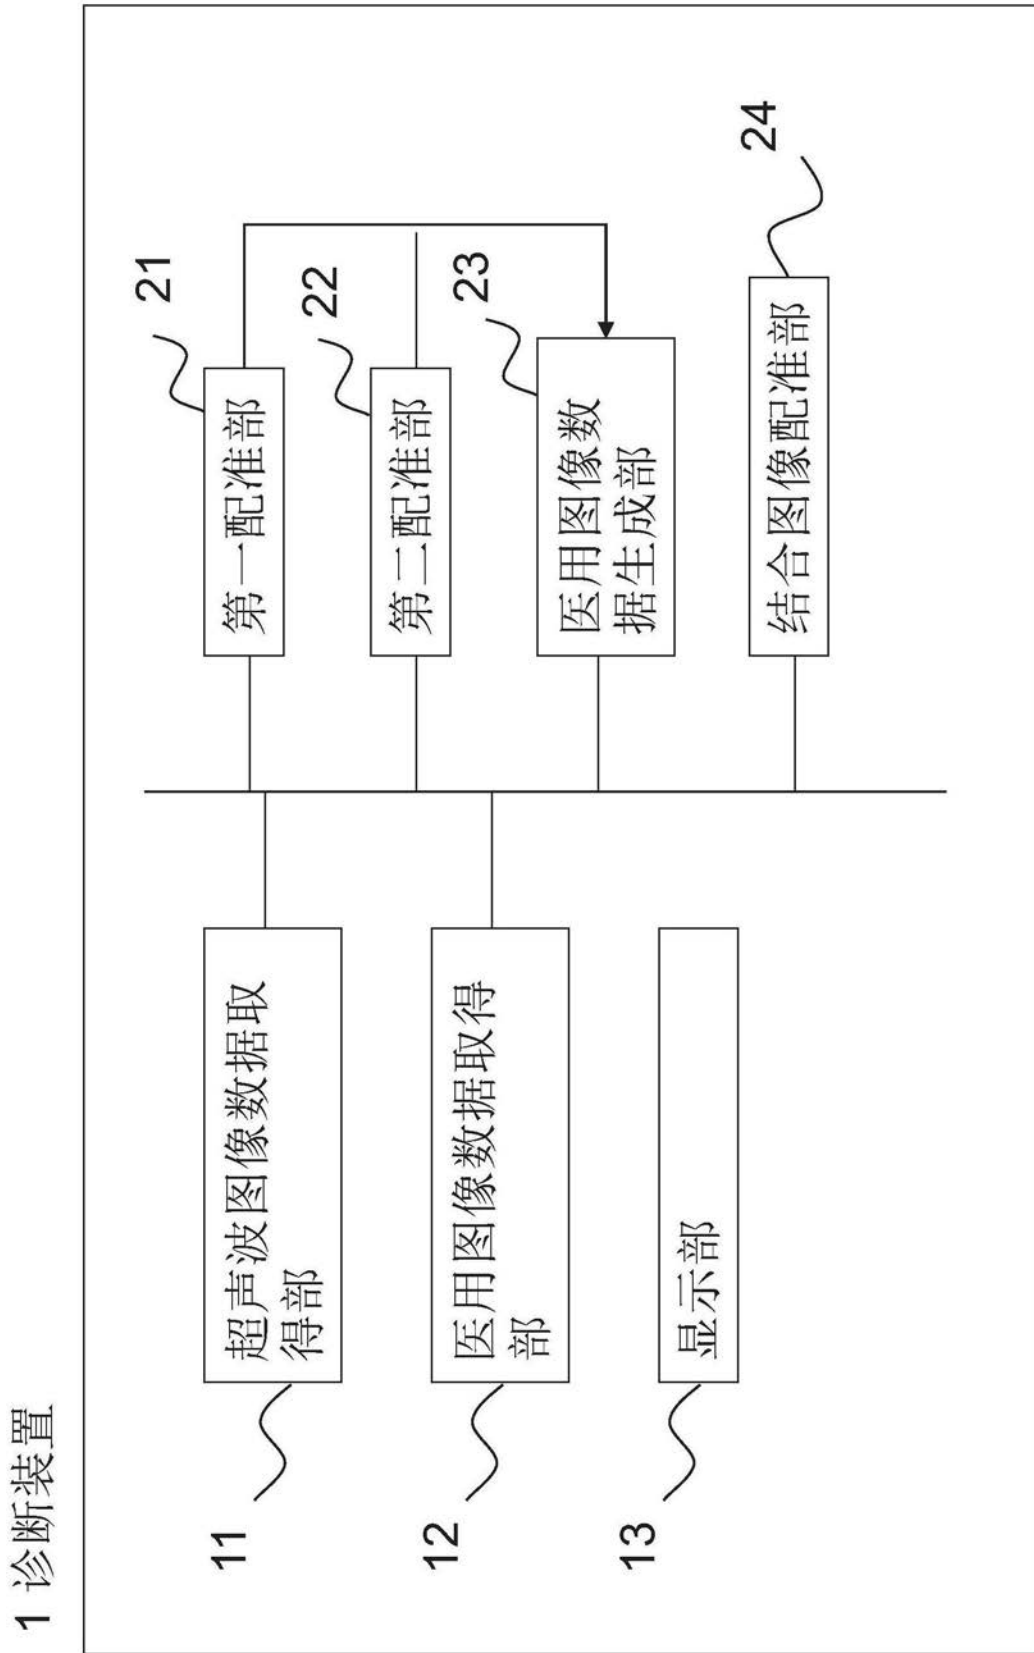 1 诊断装置
11
超声波图像数据取
得部
12
医用图像数据取得
部
13
显示部
21
第一配准部
22
第二配准部
23
医用图像数
据生成部
24
结合图像配准部